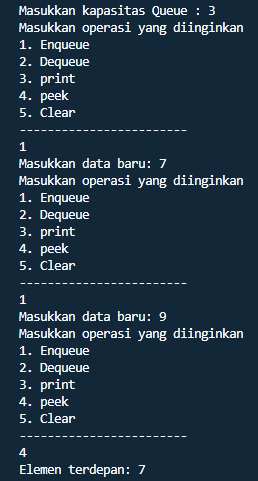 Masukkan kapasitas Queue : 3
Masukkan operasi yang diinginkan
1. Enqueue
2. Dequeue
3. print
4. peek
5. Clear
------------------------
1
Masukkan data baru: 7
Masukkan operasi yang diinginkan
1. Enqueue
2. Dequeue
3. print
4. peek
5. Clear
------------------------
1
Masukkan data baru: 9
Masukkan operasi yang diinginkan
1. Enqueue
2. Dequeue
3. print
4. peek
5. Clear
------------------------
4
Elemen terdepan: 7